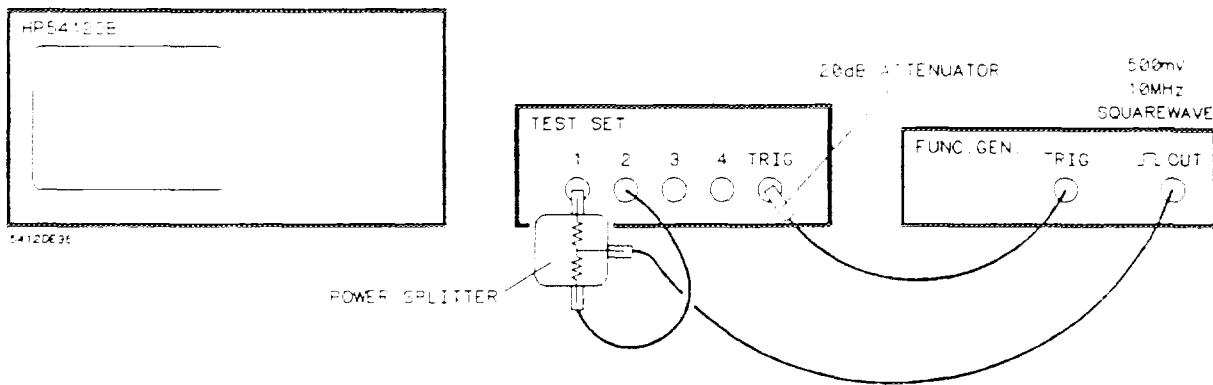 HP54120B
5412DE36
POWER SPLITTER
TEST SET
1 2 3 4 TRIG
20dB ATTENUATOR
500mv
10MHz
SQUAREWAVE
FUNC.GEN.
TRIG
OUT